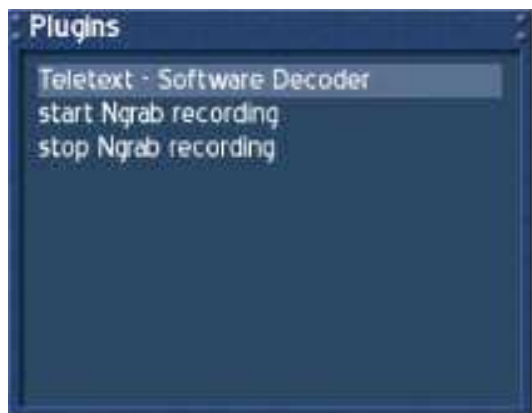 Plugins
Teletext - Software Decoder
start Ngrab recording
stop Ngrab recording